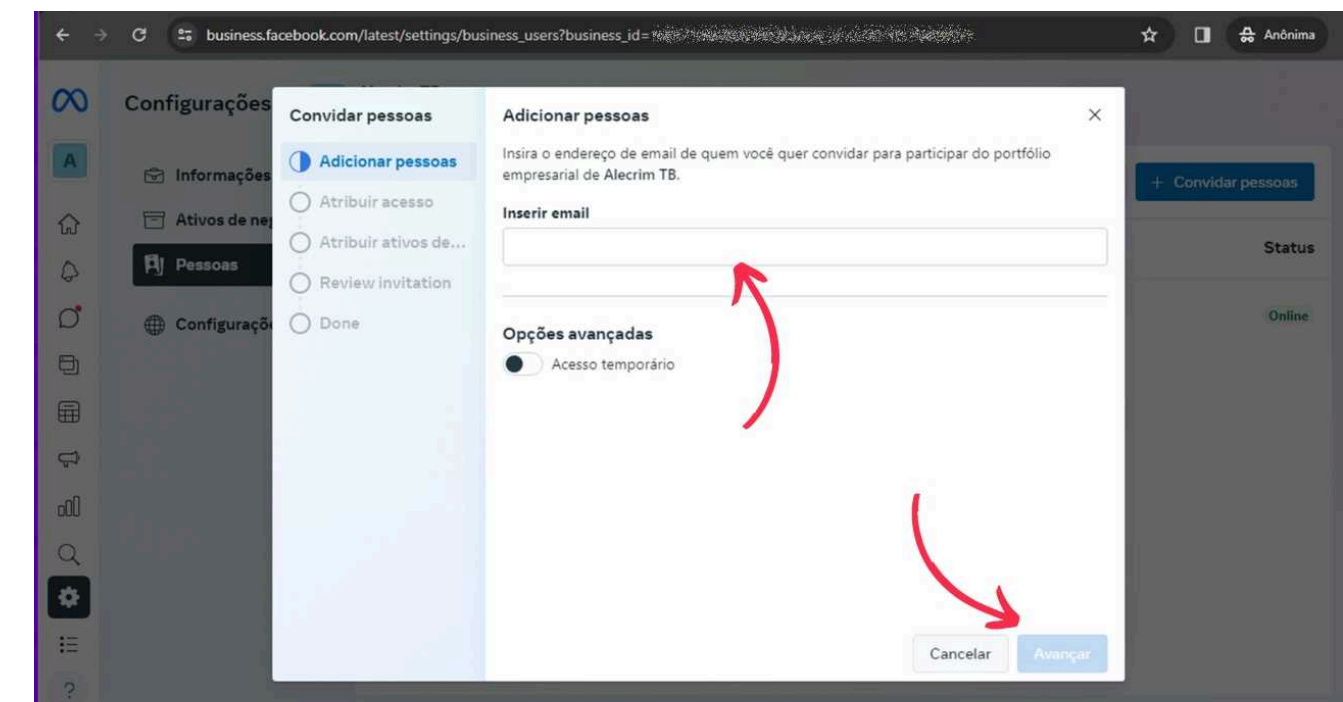 business.facebook.com/latest/settings/business_users?business_id=
Anônima
Configurações
A
Informações
Ativos de neg
Pessoas
Configuraçõe
Convidar pessoas
Adicionar pessoas
Atribuir acesso
Atribuir ativos de...
Review invitation
Done
Adicionar pessoas
Insira o endereço de email de quem você quer convidar para participar do portfólio
empresarial de Alecrim TB.
Inserir email
Opções avançadas
Acesso temporário
Cancelar
Avançar
+ Convidar pessoas
Status
Online